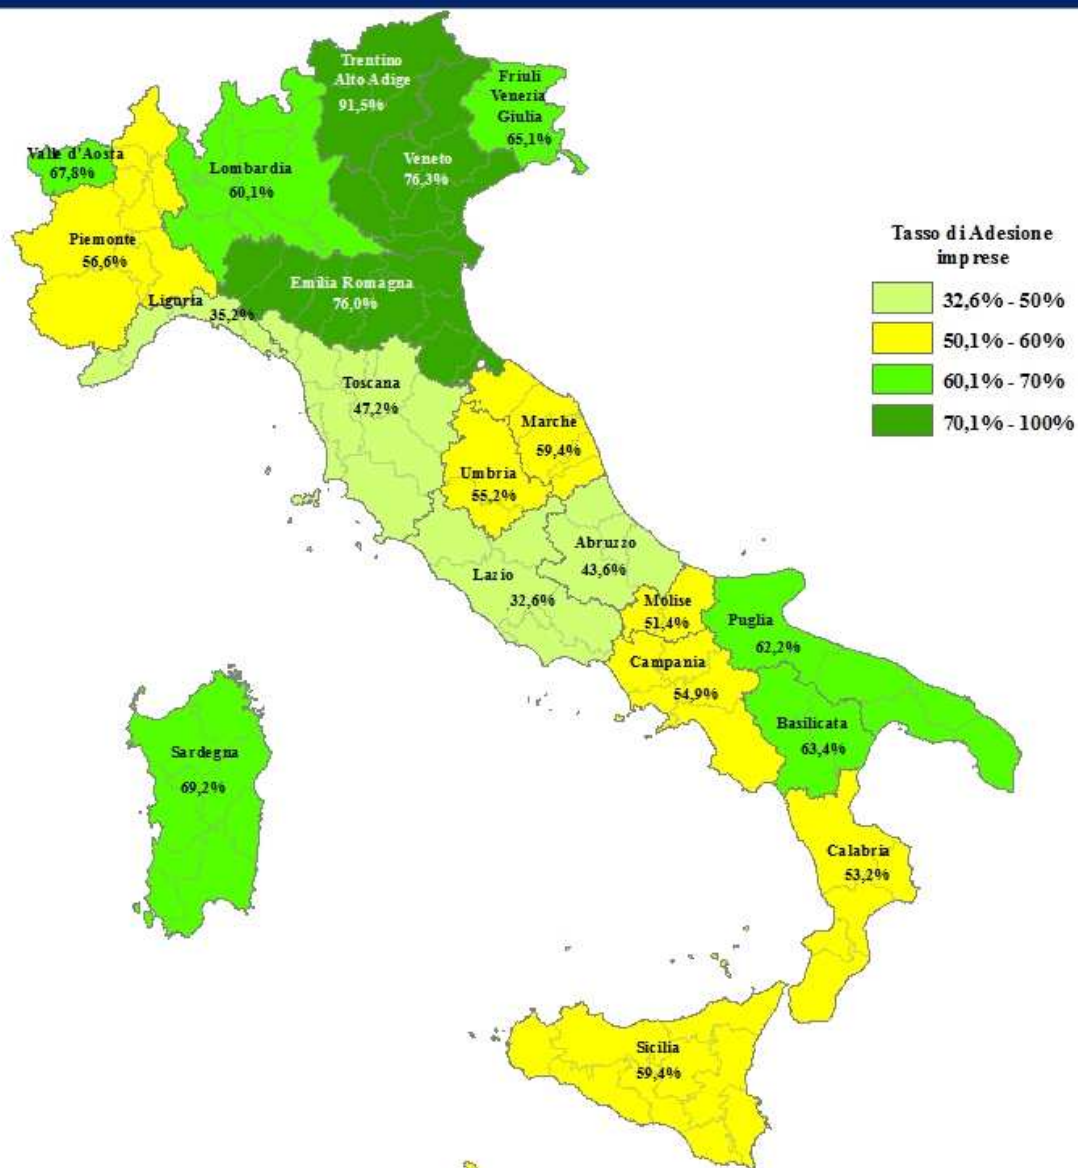 Trentino
Alto Adige
91,5%
Friuli
Venezia
Giulia
65,1%
Valle d'Aosta
67,8%
Lombardia
60,1%
Veneto
76,3%
Piemonte
56,6%
Emilia Romagna
76,0%
Liguria
35,2%
Toscana
47,2%
Marche
59,4%
Umbria
55,2%
Abruzzo
43,6%
Lazio
32,6%
Molise
51,4%
Puglia
62,2%
Campania
54,9%
Basilicata
63,4%
Sardegna
69,2%
Calabria
53,2%
Sicilia
59,4%
Tasso di Adesione
imprese
32,6% - 50%
50,1% - 60%
60,1% - 70%
70,1% - 100%